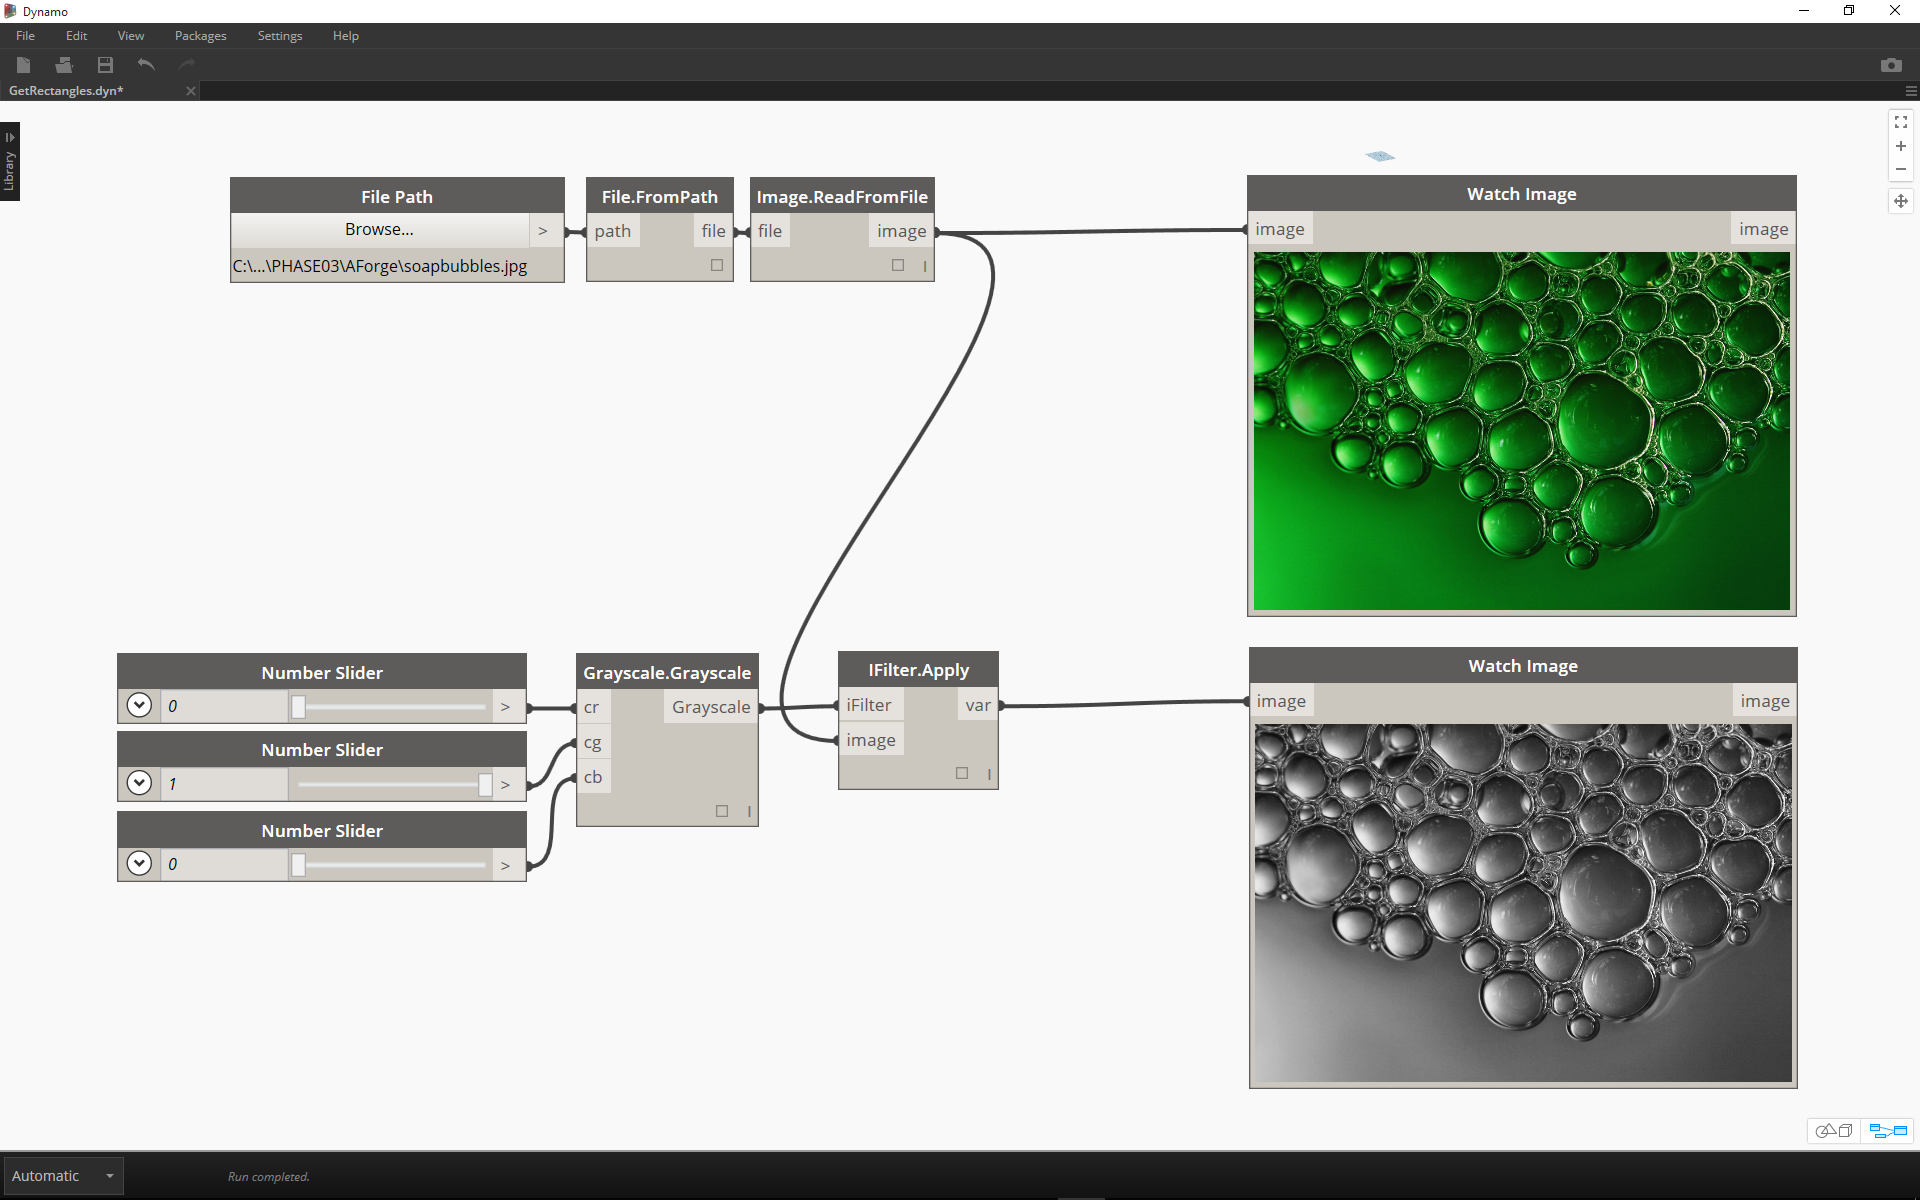 Dynamo
File Edit View Packages Settings Help
GetRectangles.dyn*
Library
File Path
Browse... >
C:\...\PHASE03\AForge\soapbubbles.jpg
File.FromPath
path file
Image.ReadFromFile
file image
Watch Image
image image
Number Slider
0 >
Number Slider
1 >
Number Slider
0 >
Grayscale.Grayscale
cr Grayscale
cg
cb
IFilter.Apply
iFilter var
image
Watch Image
image image
Automatic
Run completed.